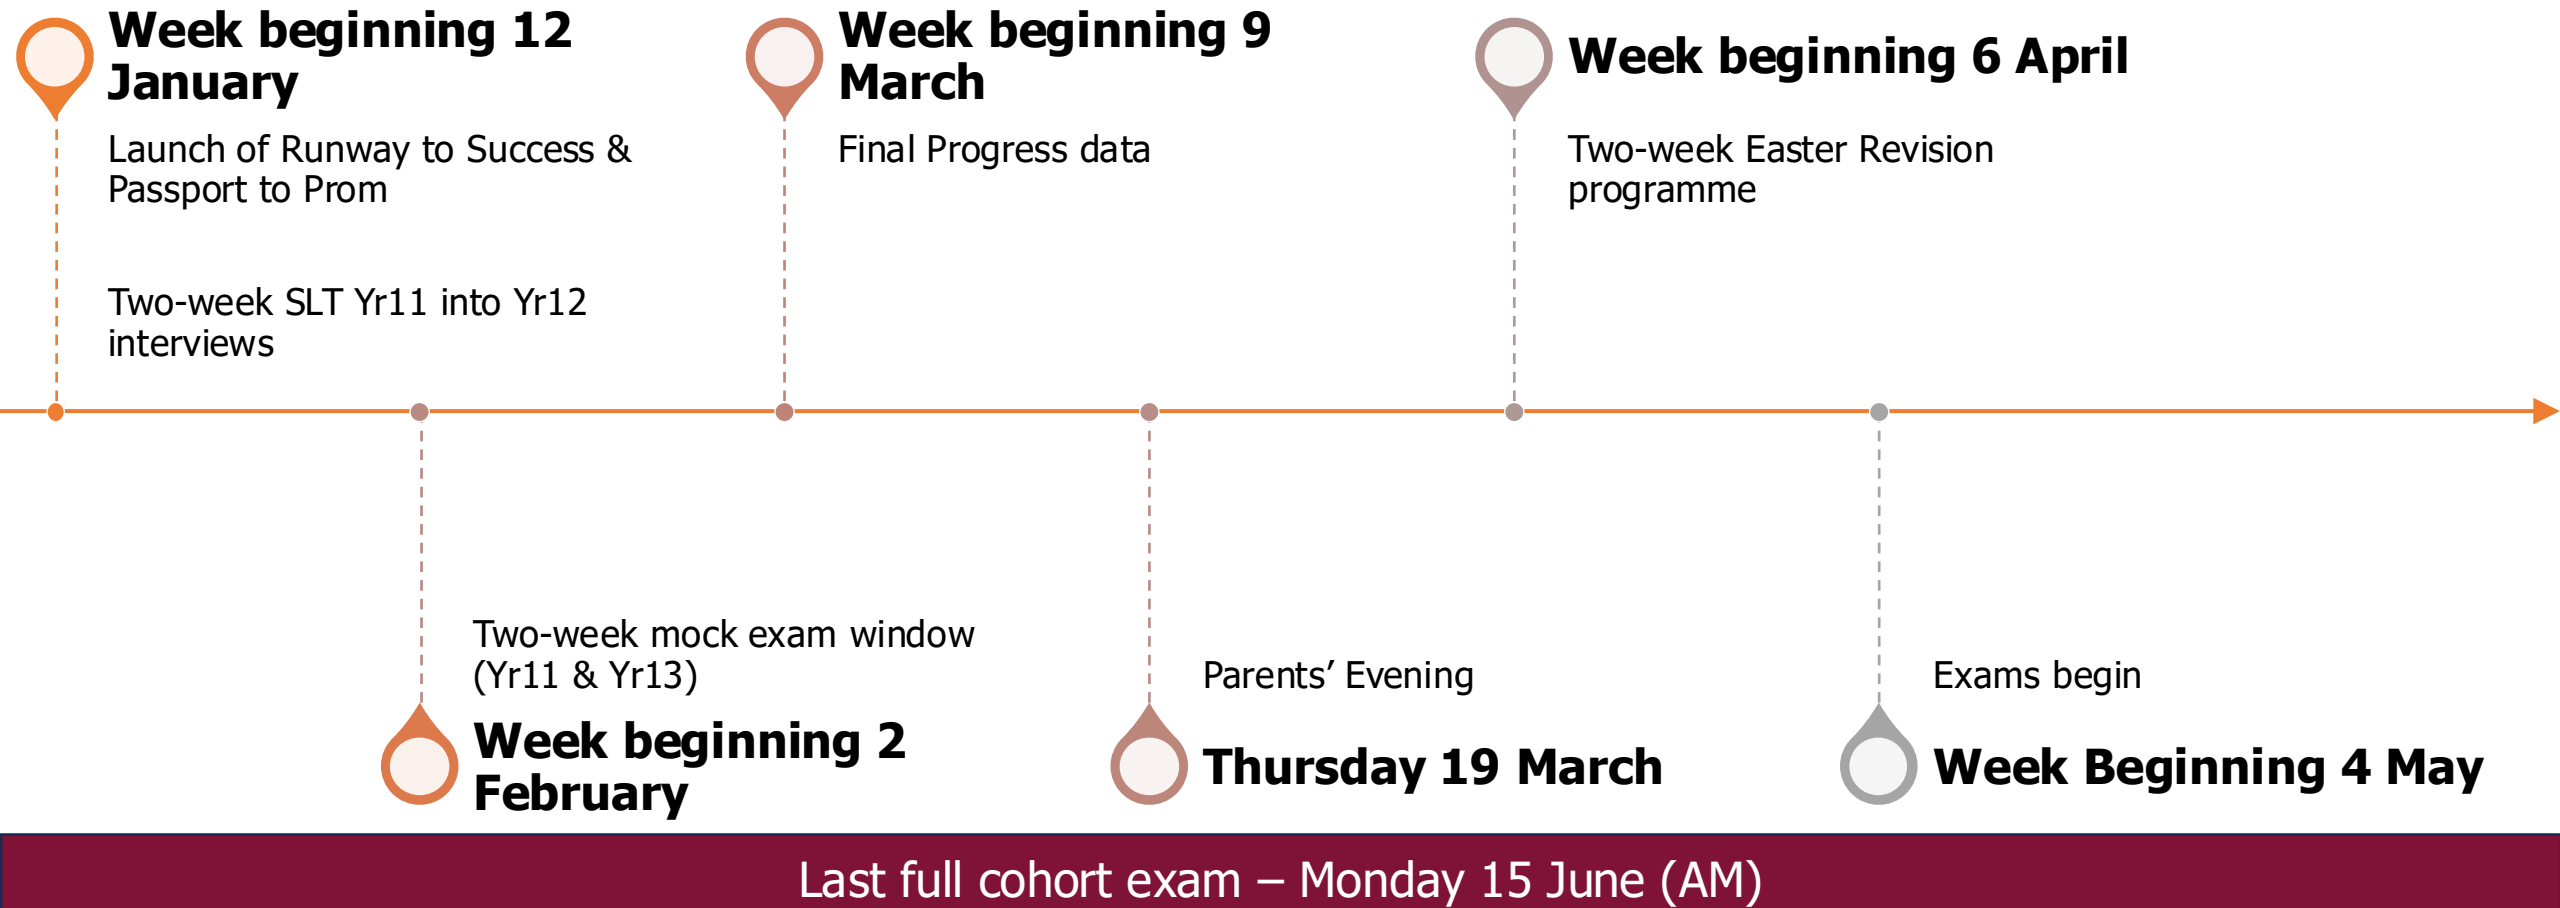 Week beginning 12
January
Launch of Runway to Success &
Passport to Prom
Two-week SLT Yr11 into Yr12
interviews
Week beginning 9
March
Final Progress data
Week beginning 6 April
Two-week Easter Revision
programme
Two-week mock exam window
(Yr11 & Yr13)
Week beginning 2
February
Parents’ Evening
Thursday 19 March
Exams begin
Week Beginning 4 May
Last full cohort exam – Monday 15 June (AM)